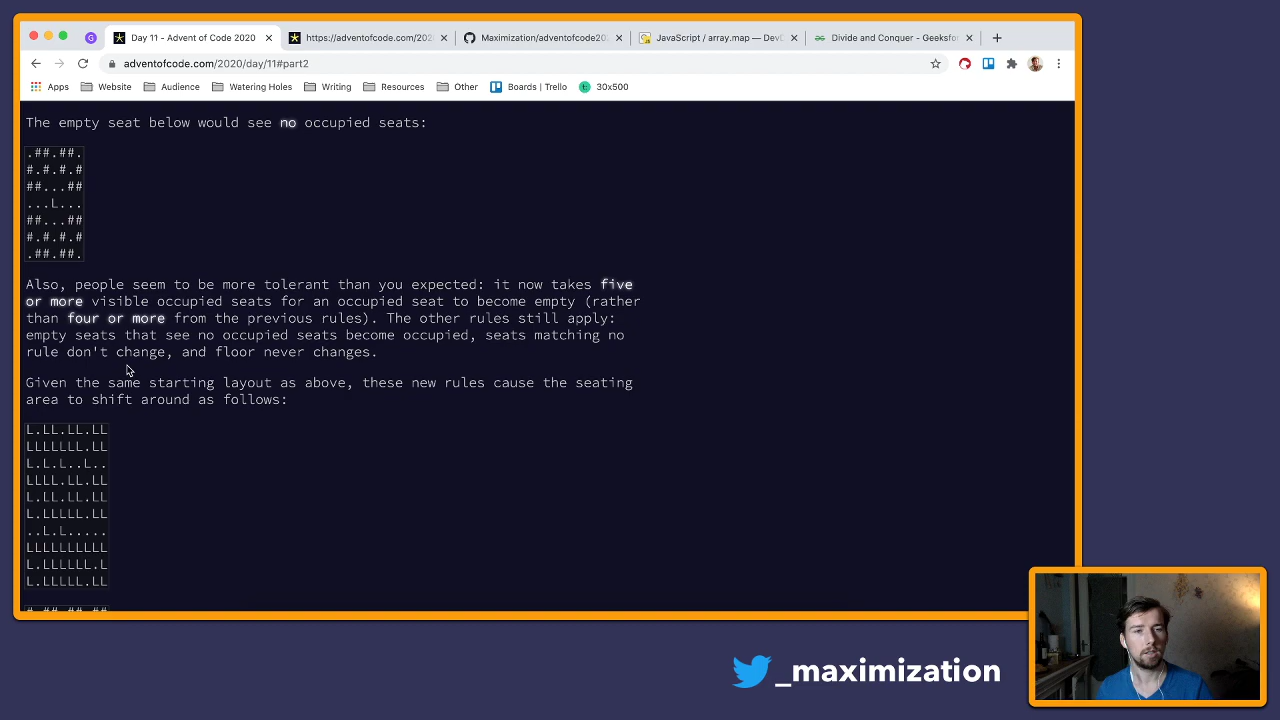 Day 11 - Advent of Code 2020
https://adventofcode.com/202
Maximization/adventofcode20
JavaScript / array.map — DevD
Divide and Conquer - Geeksfo
adventofcode.com/2020/day/11#part2
Apps Website Audience Watering Holes Writing Resources Other Boards | Trello 30x500
The empty seat below would see no occupied seats:
.##.##.
#.#.#.#
##...##
...L...
##...##
#.#.#.#
.##.##.
Also, people seem to be more tolerant than you expected: it now takes five
or more visible occupied seats for an occupied seat to become empty (rather
than four or more from the previous rules). The other rules still apply:
empty seats that see no occupied seats become occupied, seats matching no
rule don't change, and floor never changes.
Given the same starting layout as above, these new rules cause the seating
area to shift around as follows:
L.LL.LL.LL
LLLLLLL.LL
L.L.L..L..
LLLL.LL.LL
L.LL.LL.LL
L.LLLLL.LL
..L.L.....
LLLLLLLLLL
L.LLLLLL.L
L.LLLLL.LL
#.##.##.##
_maximization